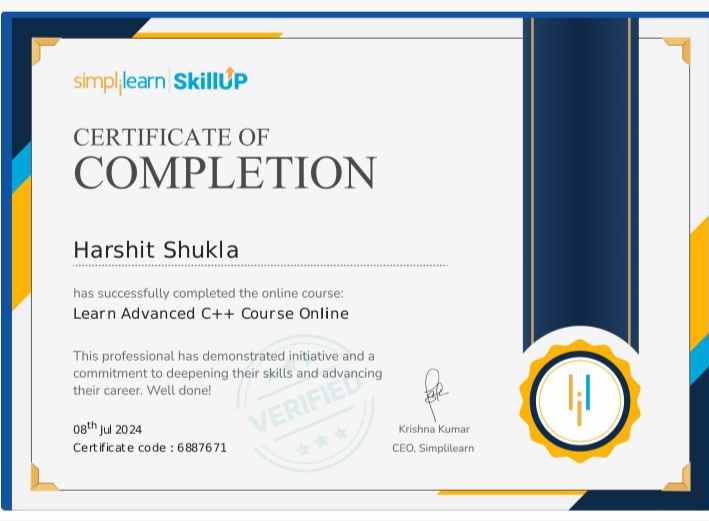 simplilearn | SkillUP
CERTIFICATE OF
COMPLETION
Harshit Shukla
has successfully completed the online course:
Learn Advanced C++ Course Online
This professional has demonstrated initiative and a
commitment to deepening their skills and advancing
their career. Well done!
VERIFIED
08th Jul 2024
Certificate code : 6887671
Krishna Kumar
CEO, Simplilearn